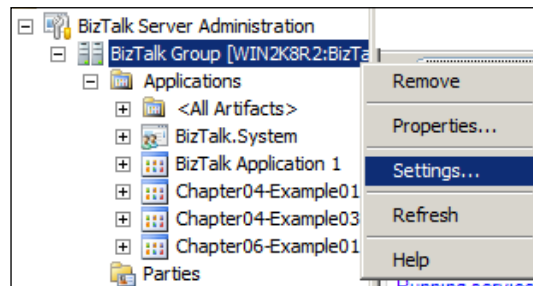 BizTalk Server Administration
BizTalk Group [WIN2K8R2:BizTa
Applications
<All Artifacts>
BizTalk.System
BizTalk Application 1
Chapter04-Example01
Chapter04-Example03
Chapter06-Example01
Parties
Remove
Properties...
Settings...
Refresh
Help